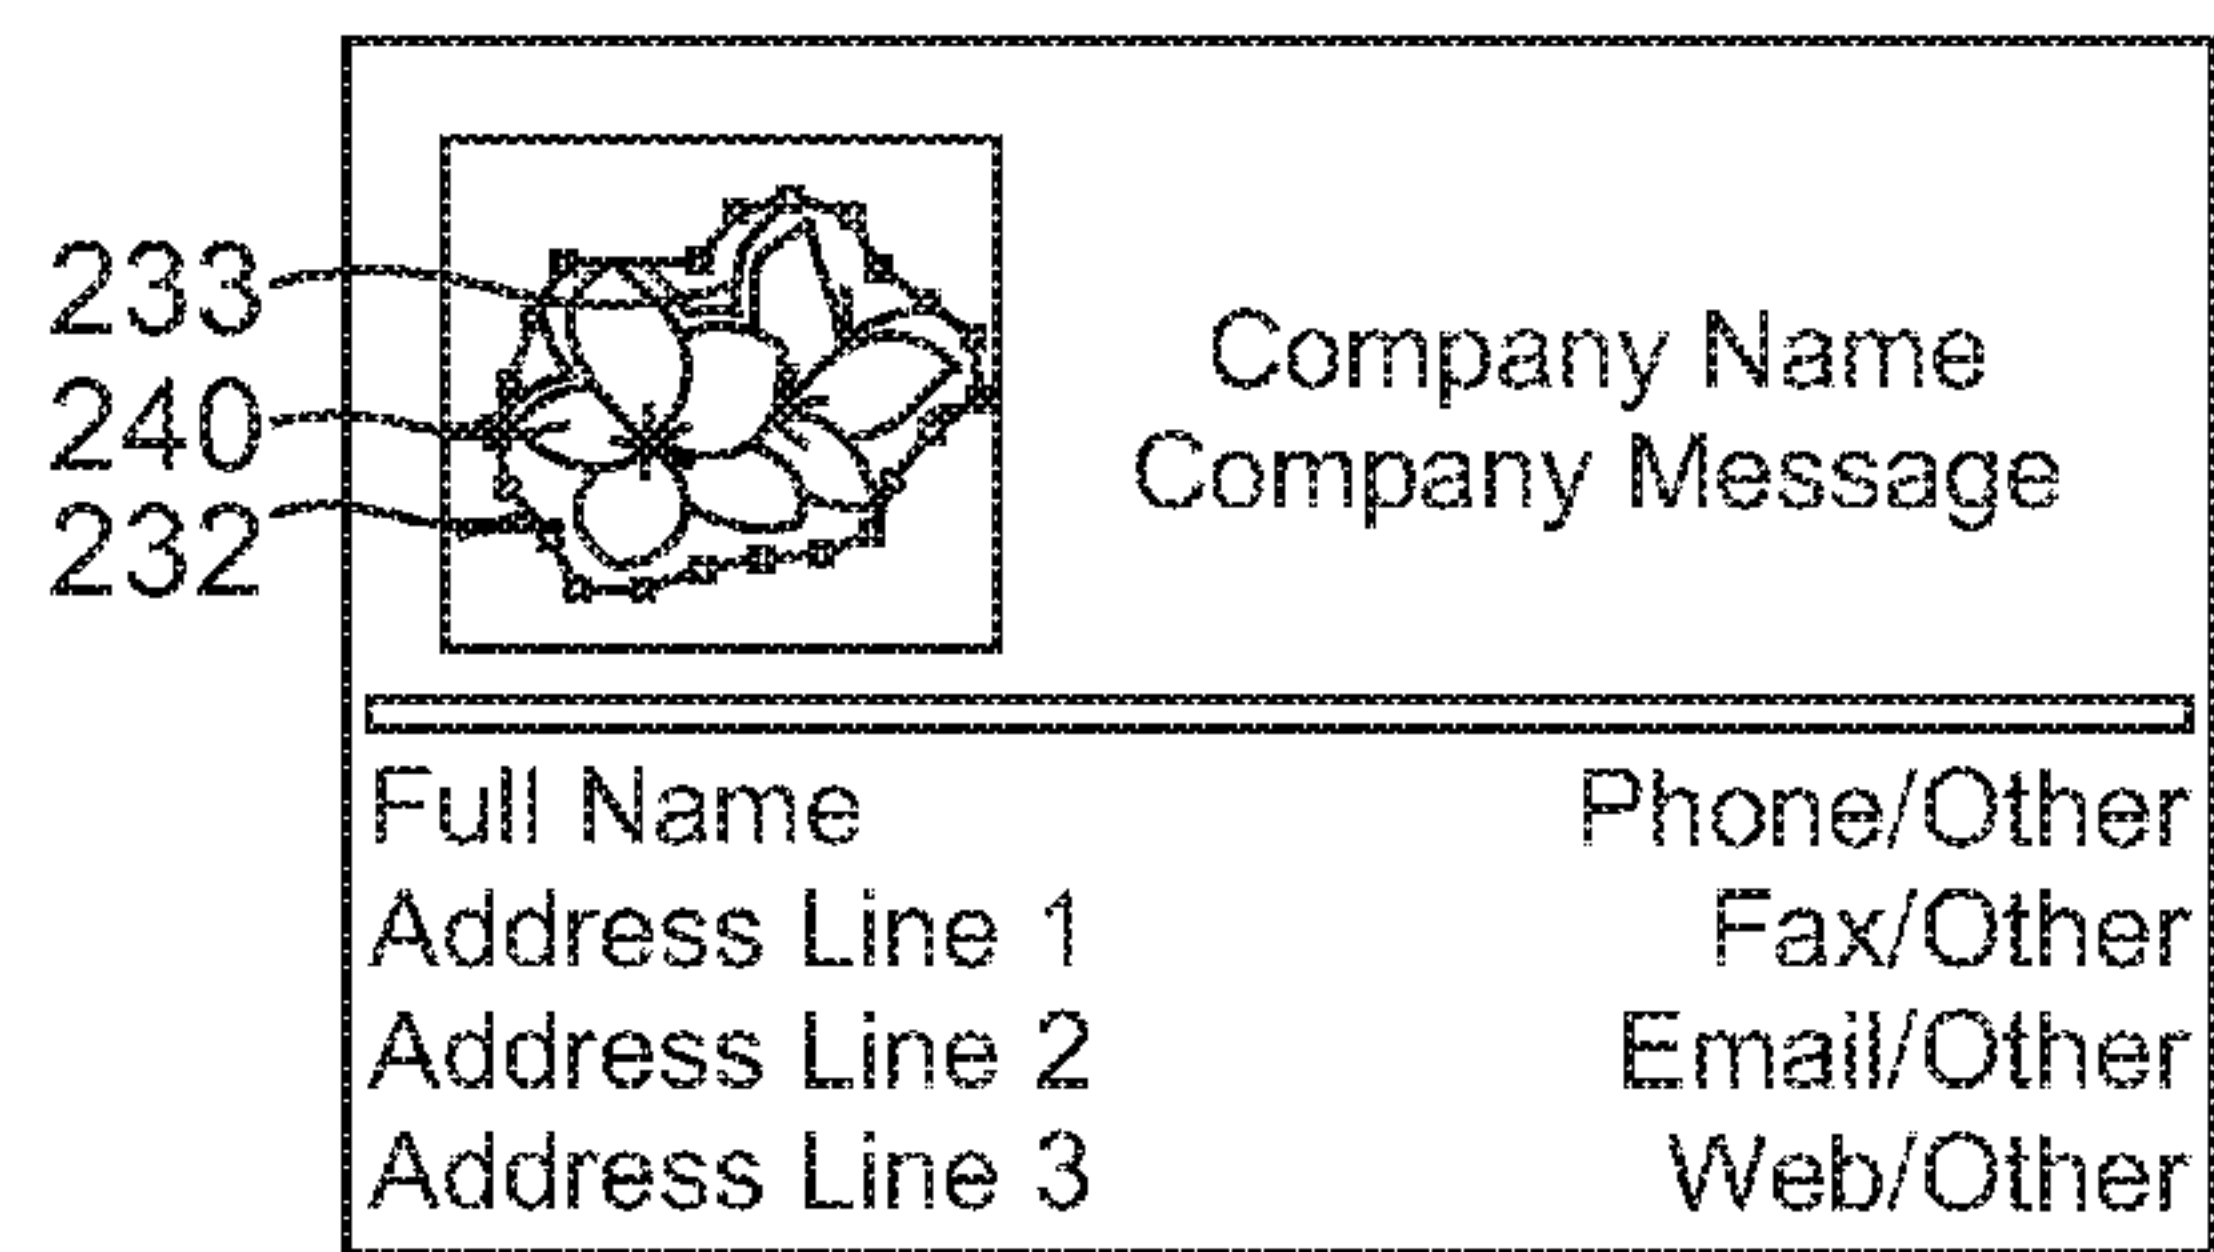 233
240
232
Company Name
Company Message
Full Name
Phone/Other
Address Line 1
Fax/Other
Address Line 2
Email/Other
Address Line 3
Web/Other